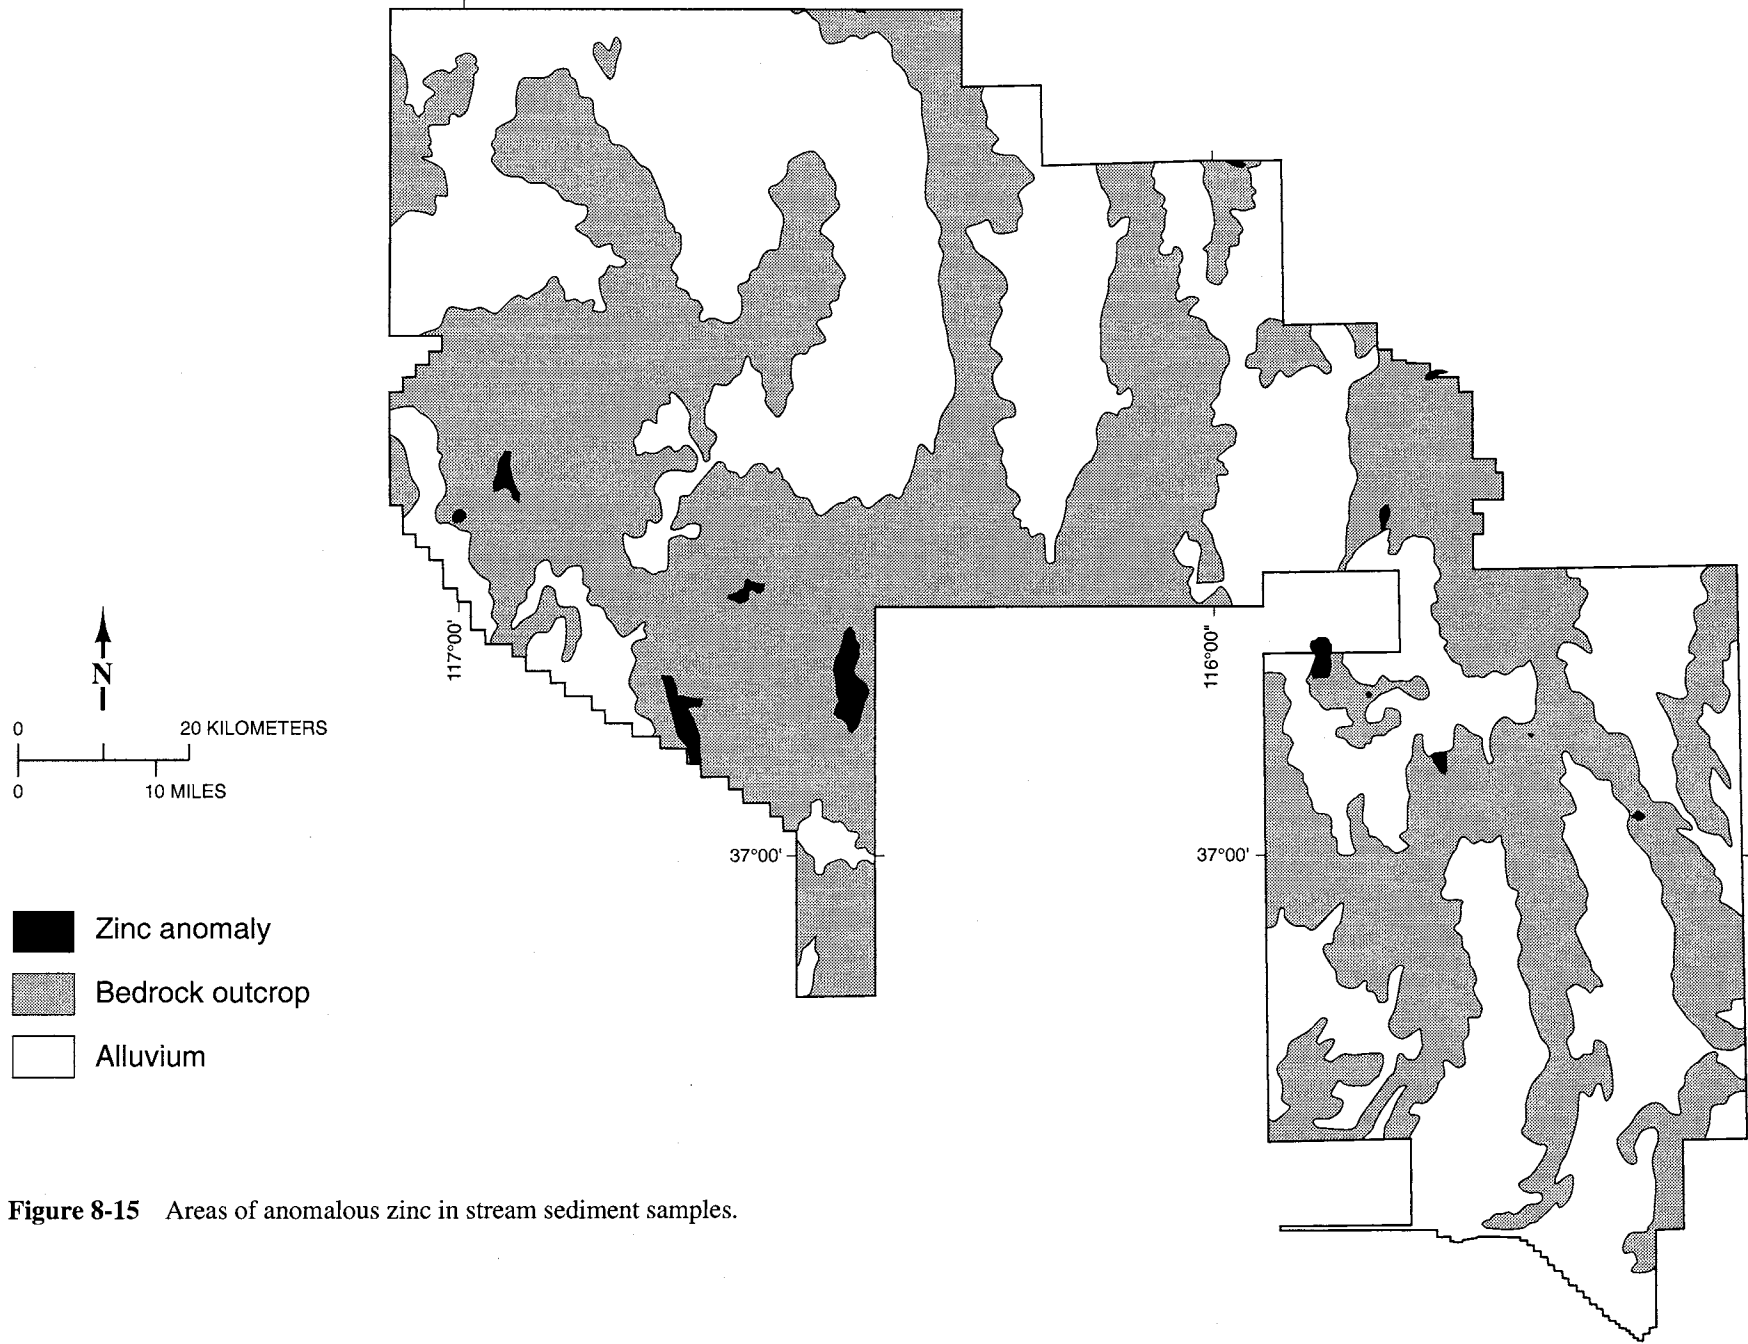 117°00'
116°00"
N
0 20 KILOMETERS
0 10 MILES
37°00'
37°00'
Zinc anomaly
Bedrock outcrop
Alluvium
Figure 8-15 Areas of anomalous zinc in stream sediment samples.